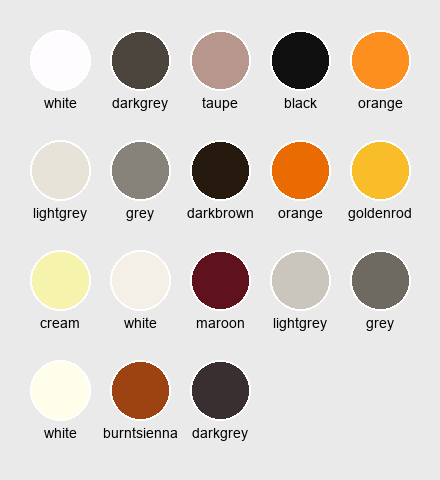 white darkgrey taupe black orange
lightgrey grey darkbrown orange goldenrod
cream white maroon lightgrey grey
white burntsienna darkgrey